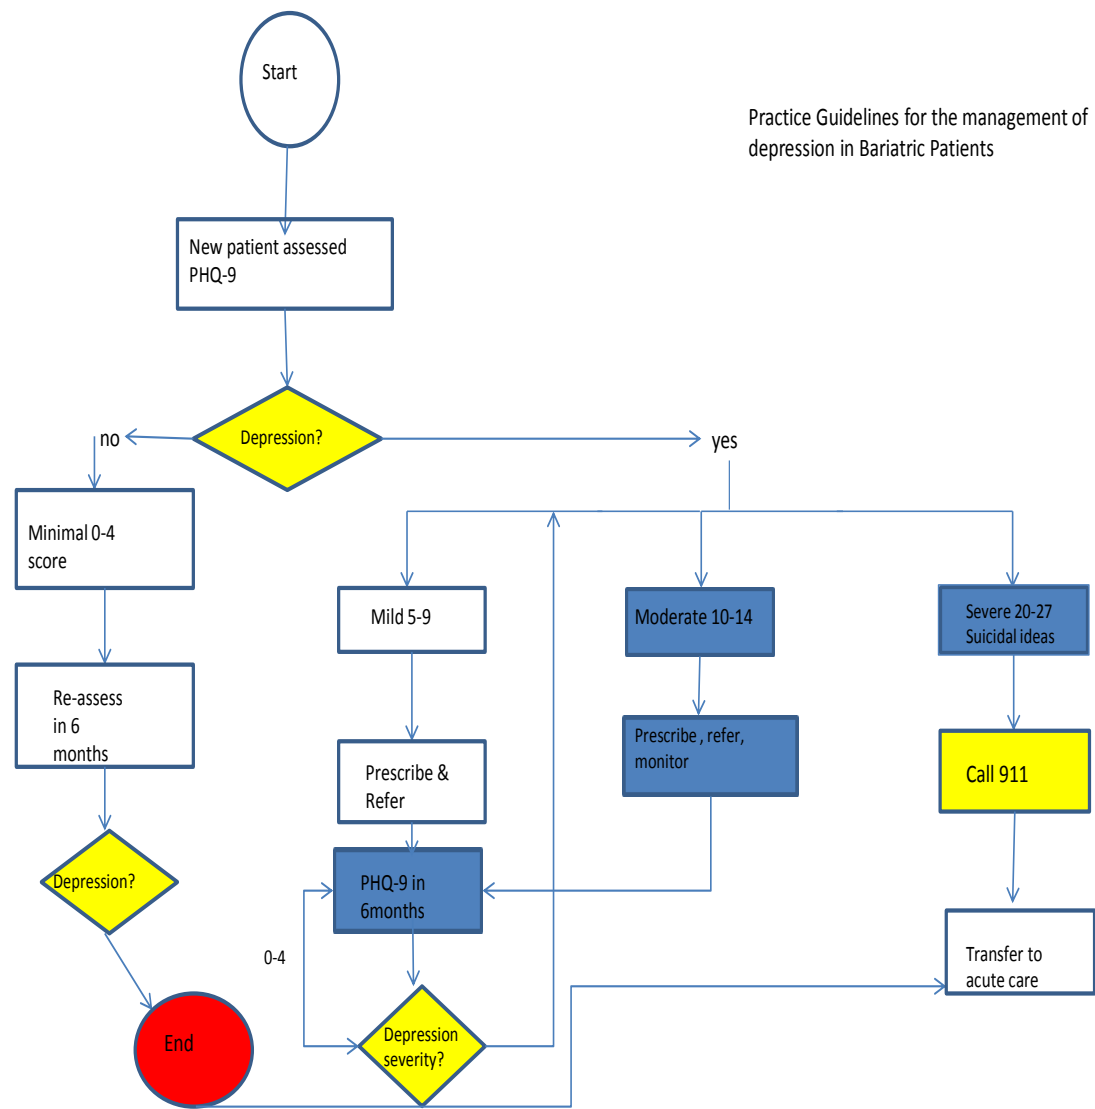 Start
Practice Guidelines for the management of
depression in Bariatric Patients
New patient assessed
PHQ-9
Depression?
no
yes
Minimal 0-4
score
Mild 5-9
Moderate 10-14
Severe 20-27
Suicidal ideas
Re-assess
in 6
months
Prescribe &
Refer
Prescribe , refer,
monitor
Call 911
Depression?
PHQ-9 in
6months
0-4
Transfer to
acute care
End
Depression
severity?